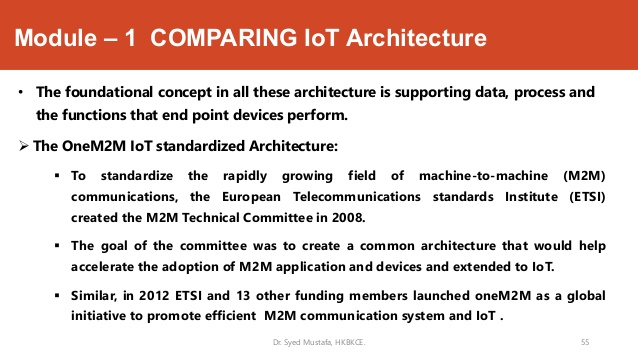 Module – 1  COMPARING IoT Architecture
• The foundational concept in all these architecture is supporting data, process and
the functions that end point devices perform.
➢ The OneM2M IoT standardized Architecture:
▪ To standardize the rapidly growing field of machine-to-machine (M2M)
communications, the European Telecommunications standards Institute (ETSI)
created the M2M Technical Committee in 2008.
▪ The goal of the committee was to create a common architecture that would help
accelerate the adoption of M2M application and devices and extended to IoT.
▪ Similar, in 2012 ETSI and 13 other funding members launched oneM2M as a global
initiative to promote efficient  M2M communication system and IoT .
Dr. Syed Mustafa, HKBKCE.
55